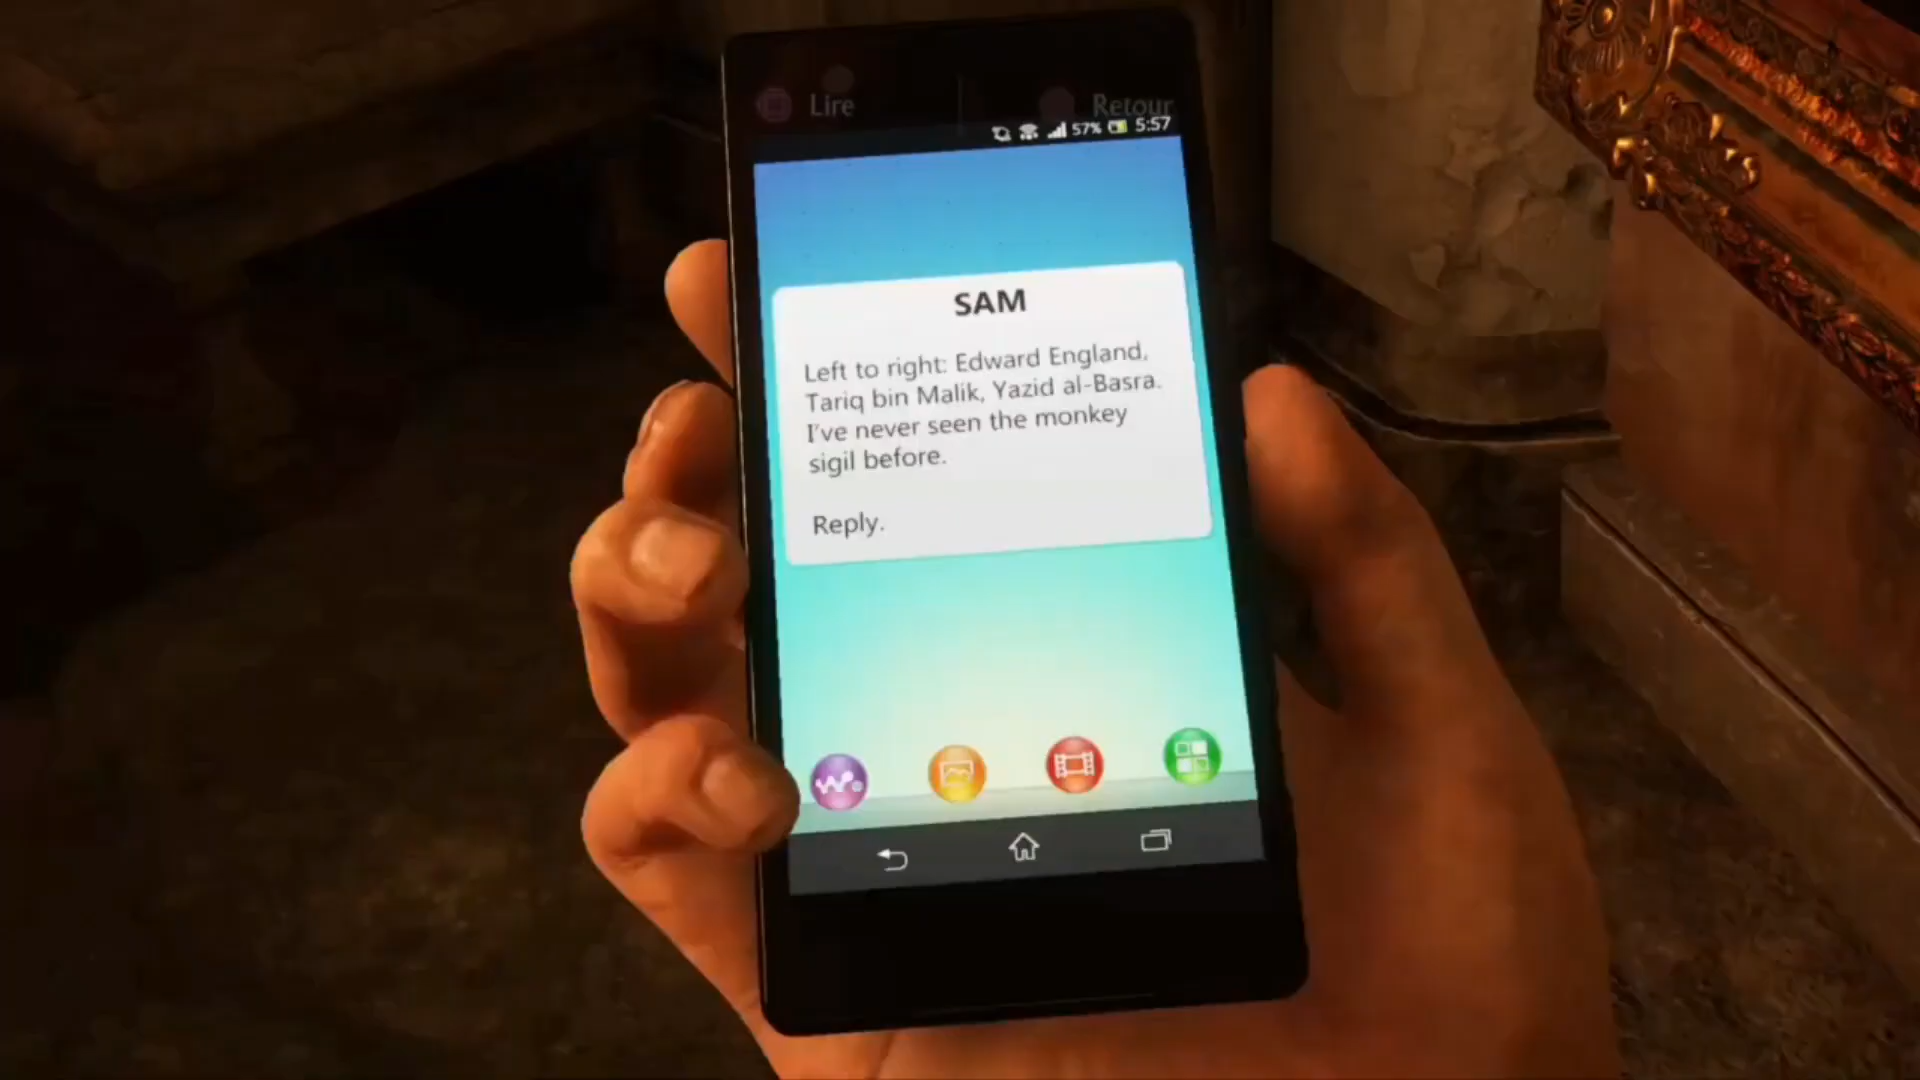 Lire
Retour
57% 5:57
SAM
Left to right: Edward England,
Tariq bin Malik, Yazid al-Basra.
I've never seen the monkey
sigil before.
Reply.